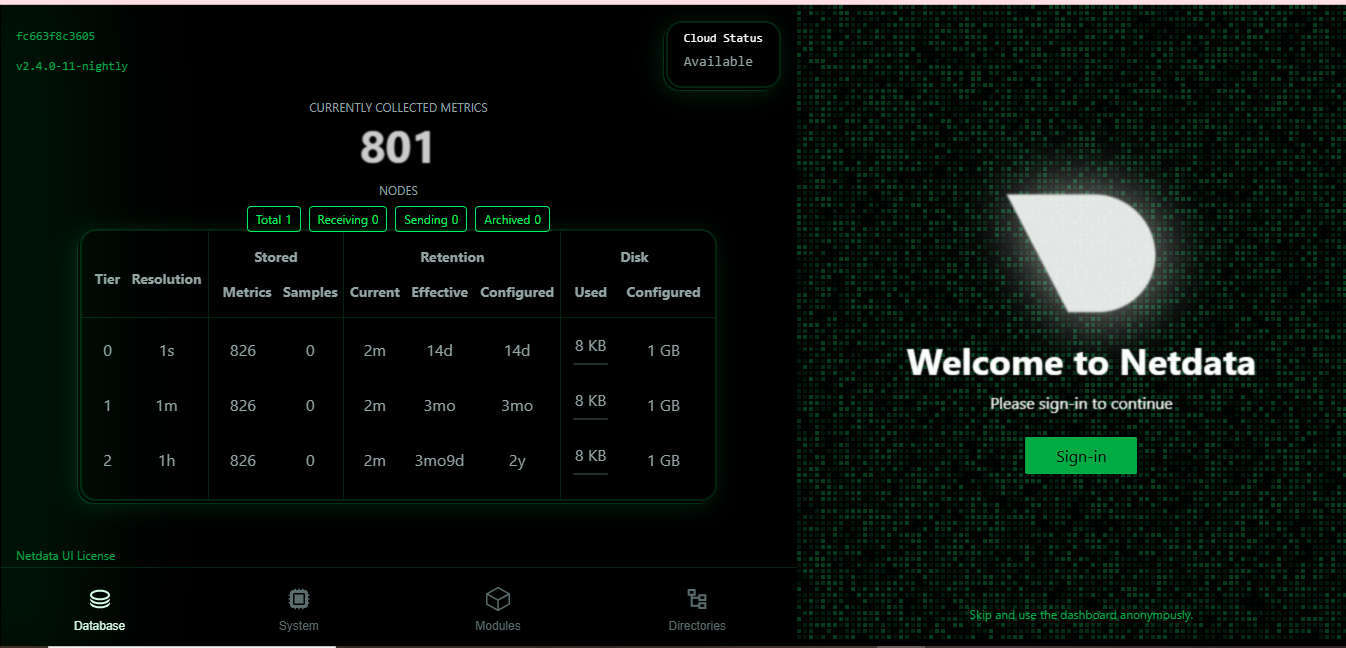 fc663f8c3605
v2.4.0-11-nightly
Cloud Status
Available
CURRENTLY COLLECTED METRICS
801
NODES
Total 1 Receiving 0 Sending 0 Archived 0
Stored Retention Disk
Tier Resolution
Metrics Samples Current Effective Configured Used Configured
0 1s 826 0 2m 14d 14d 8 KB 1 GB
1 1m 826 0 2m 3mo 3mo 8 KB 1 GB
2 1h 826 0 2m 3mo9d 2y 8 KB 1 GB
Netdata UI License
Database System Modules Directories
Welcome to Netdata
Please sign-in to continue
Sign-in
Skip and use the dashboard anonymously.